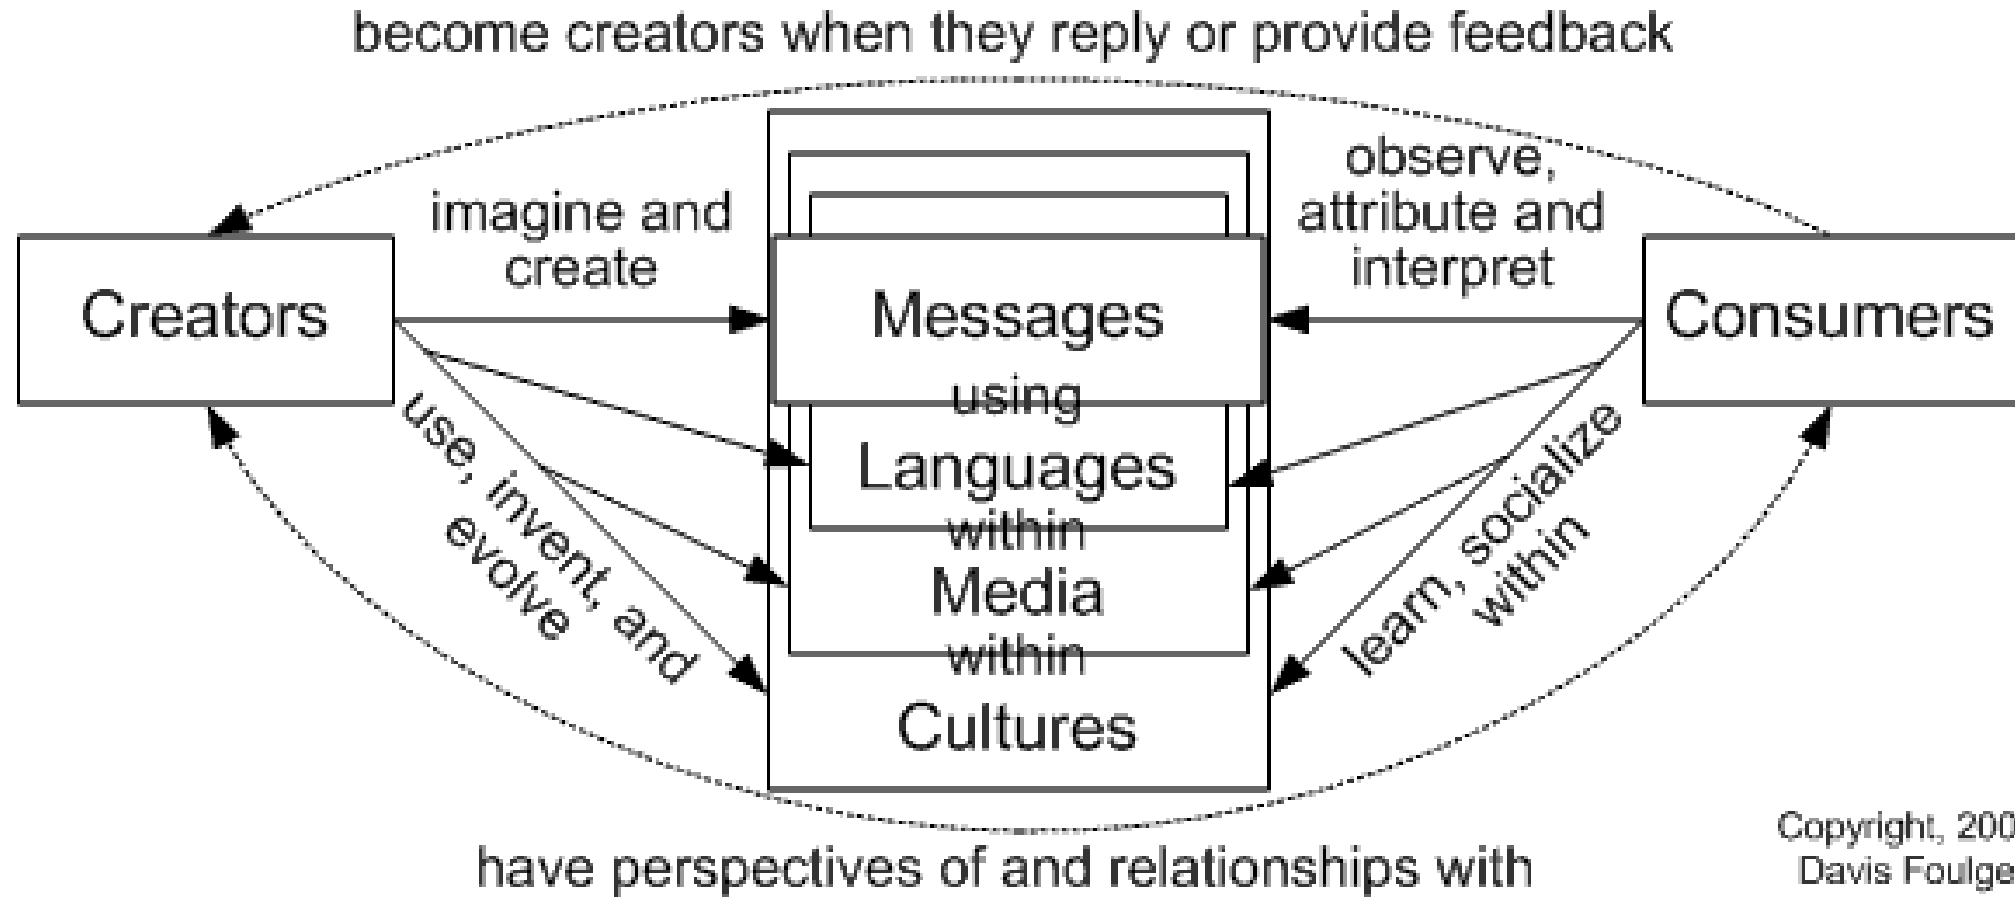 become creators when they reply or provide feedback
imagine and
create
observe,
attribute and
interpret
Creators
Messages
Consumers
using
Languages
within
Media
within
Cultures
use, invent, and
evolve
learn, socialize
within
have perspectives of and relationships with
Copyright, 200
Davis Foulge